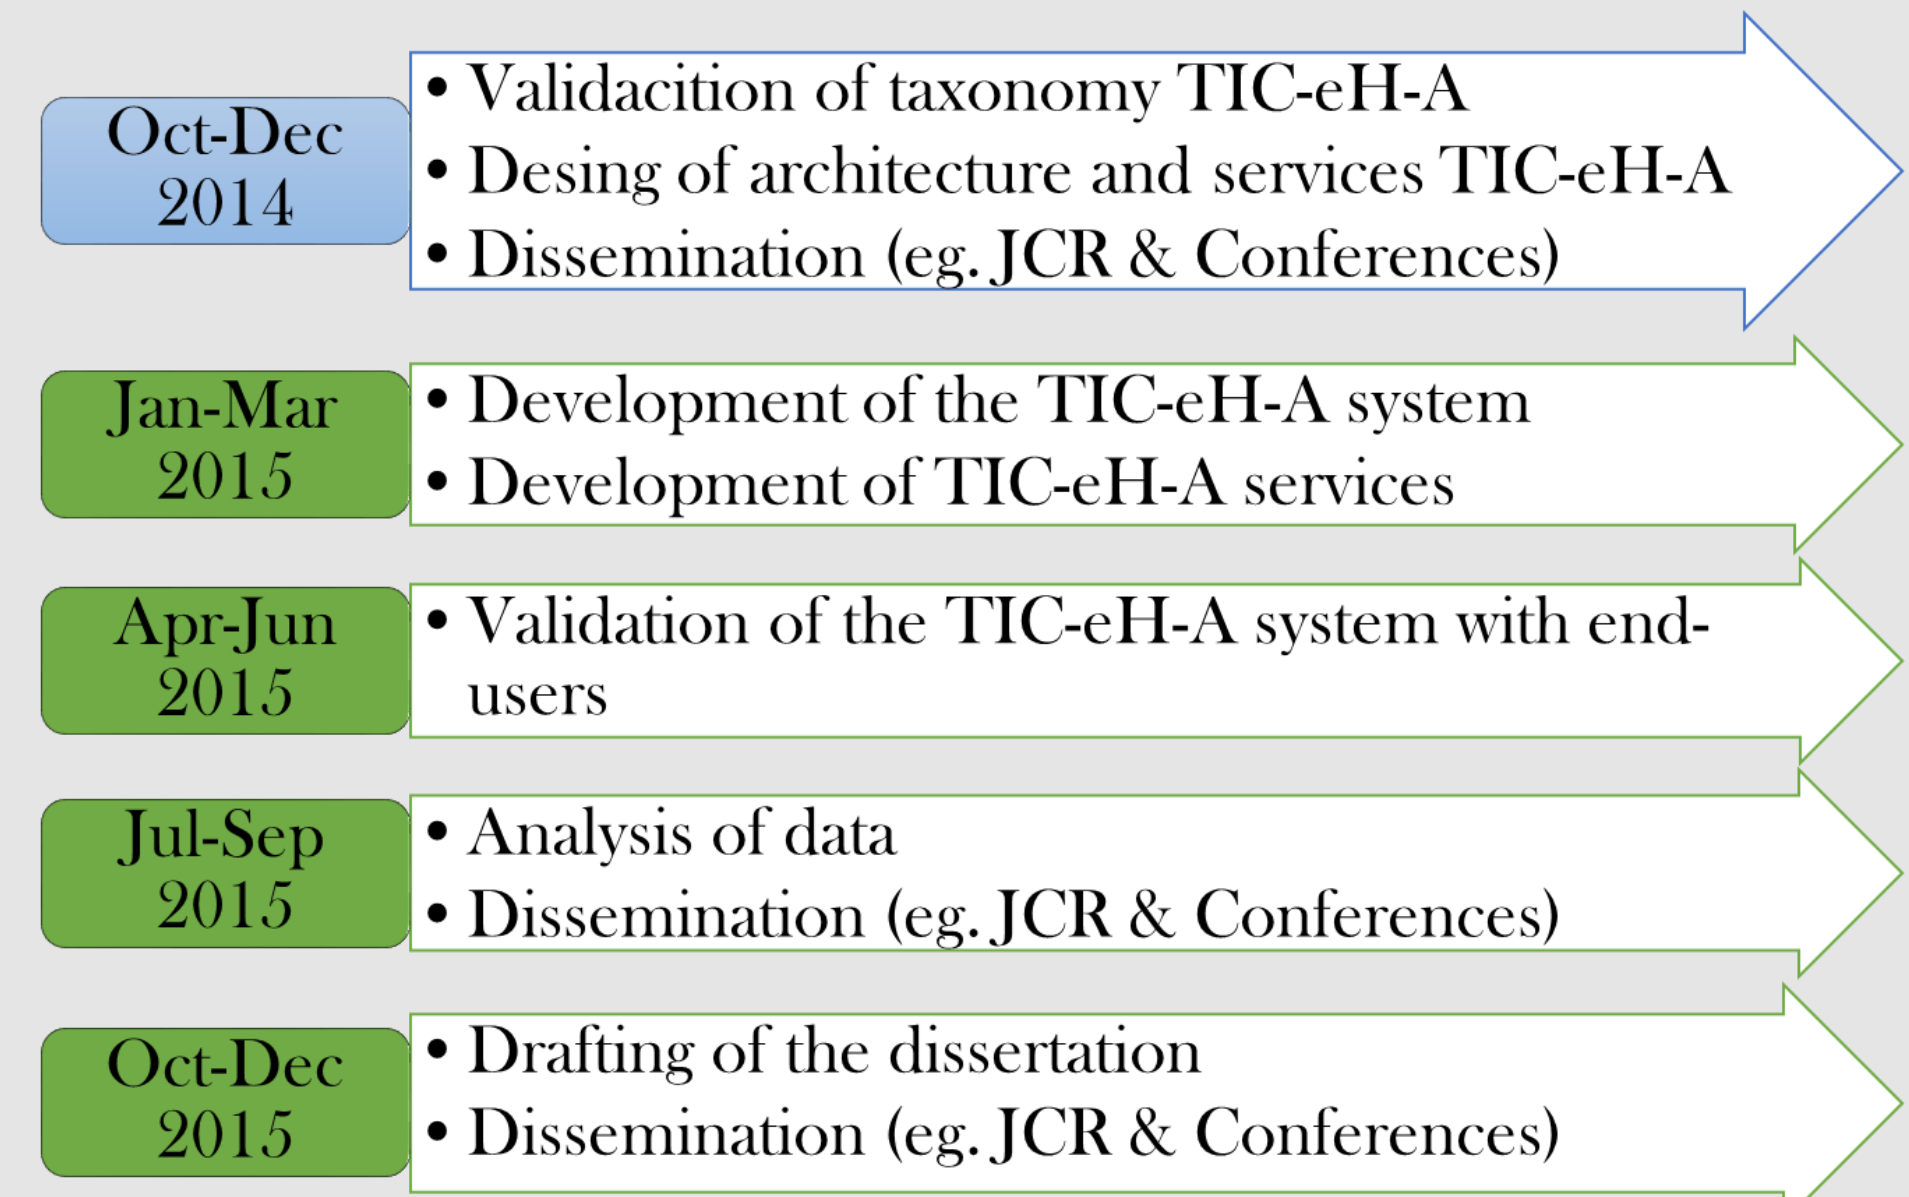 Oct-Dec
2014
• Validacition of taxonomy TIC-eH-A
• Desing of architecture and services TIC-eH-A
• Dissemination (eg. JCR & Conferences)
Jan-Mar
2015
• Development of the TIC-eH-A system
• Development of TIC-eH-A services
Apr-Jun
2015
• Validation of the TIC-eH-A system with end-
users
Jul-Sep
2015
• Analysis of data
• Dissemination (eg. JCR & Conferences)
Oct-Dec
2015
• Drafting of the dissertation
• Dissemination (eg. JCR & Conferences)